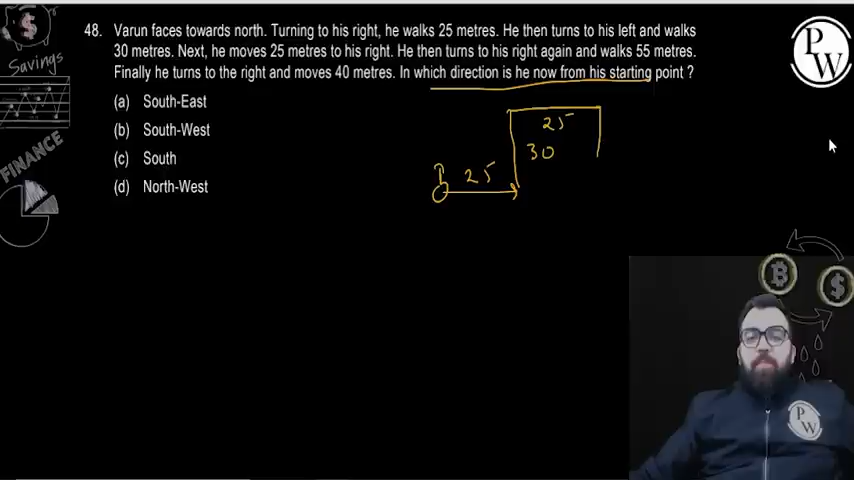 48. Varun faces towards north. Turning to his right, he walks 25 metres. He then turns to his left and walks
30 metres. Next, he moves 25 metres to his right. He then turns to his right again and walks 55 metres.
Finally he turns to the right and moves 40 metres. In which direction is he now from his starting point ?
(a) South-East
(b) South-West
(c) South
(d) North-West
25
30
25
Savings
FINANCE
$
P
W
B
$
P
W